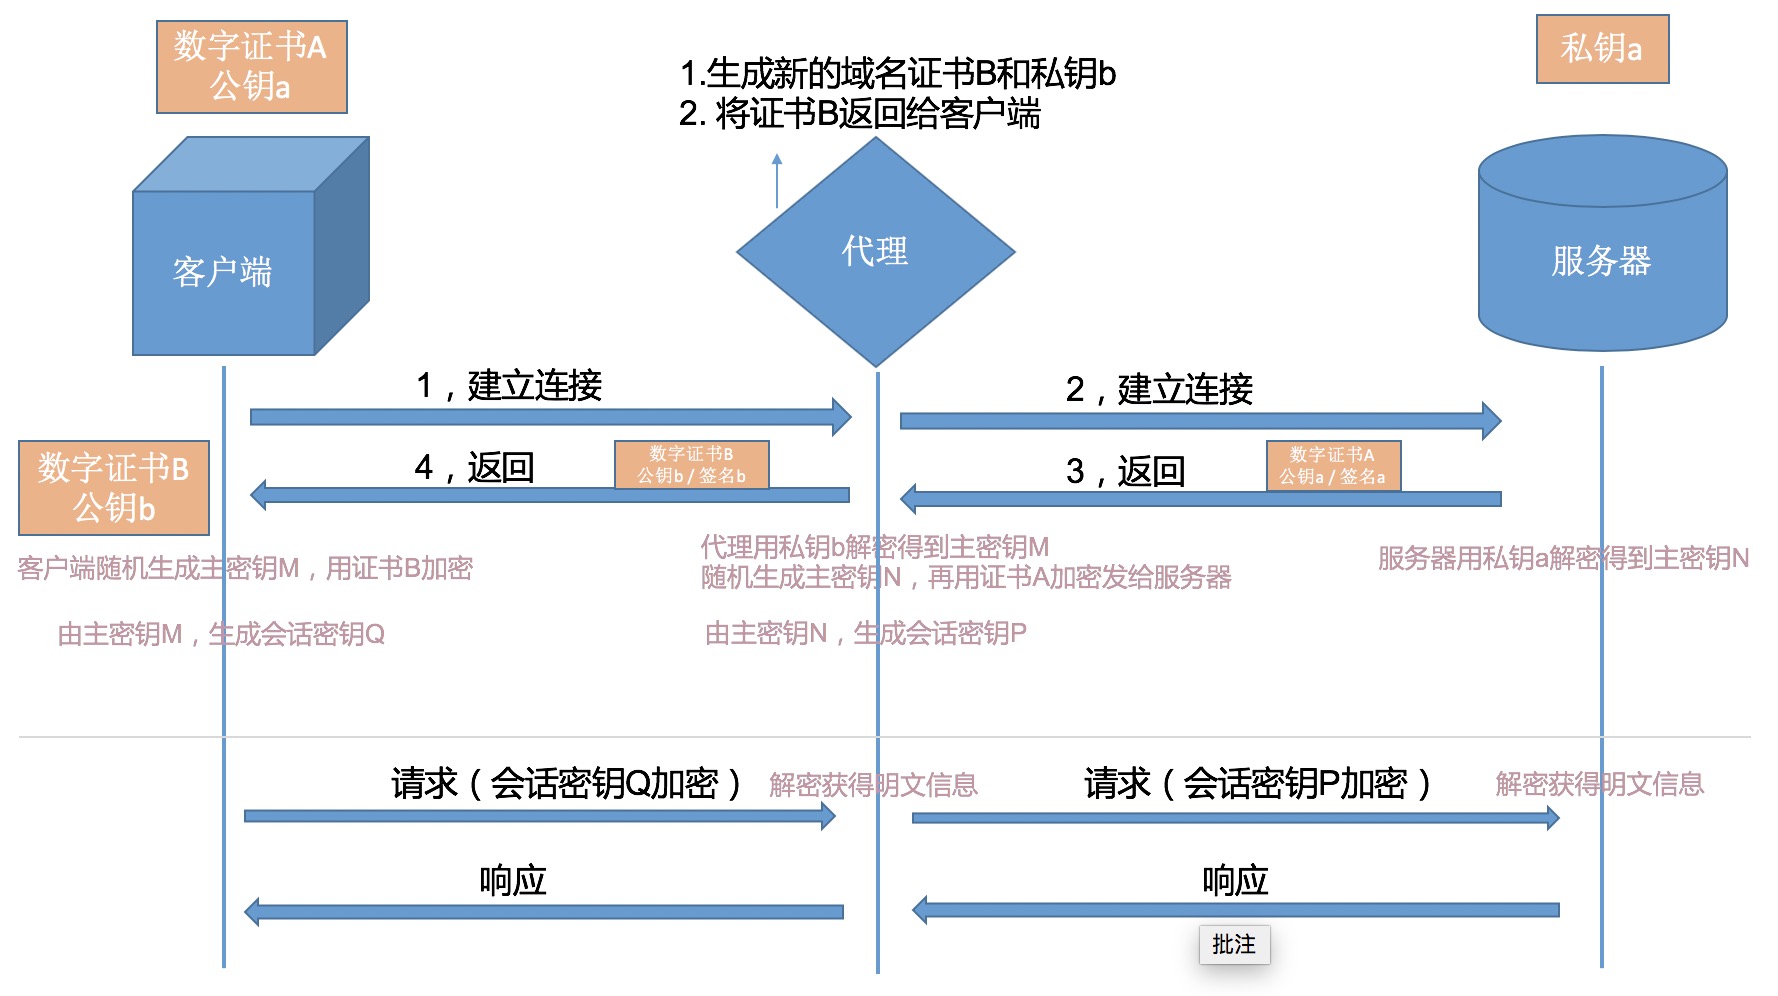 数字证书A
公钥a
私钥a
1.生成新的域名证书B和私钥b
2. 将证书B返回给客户端
客户端
代理
服务器
1，建立连接
2，建立连接
数字证书B
公钥b
4，返回
数字证书B
公钥b / 签名b
3，返回
数字证书A
公钥a / 签名a
客户端随机生成主密钥M，用证书B加密
代理用私钥b解密得到主密钥M
随机生成主密钥N，再用证书A加密发给服务器
服务器用私钥a解密得到主密钥N
由主密钥M，生成会话密钥Q
由主密钥N，生成会话密钥P
请求（会话密钥Q加密）
解密获得明文信息
请求（会话密钥P加密）
解密获得明文信息
响应
响应
批注